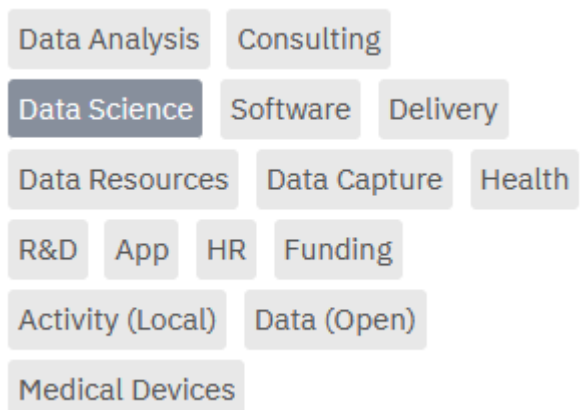 Data Analysis Consulting
Data Science Software Delivery
Data Resources Data Capture Health
R&D App HR Funding
Activity (Local) Data (Open)
Medical Devices